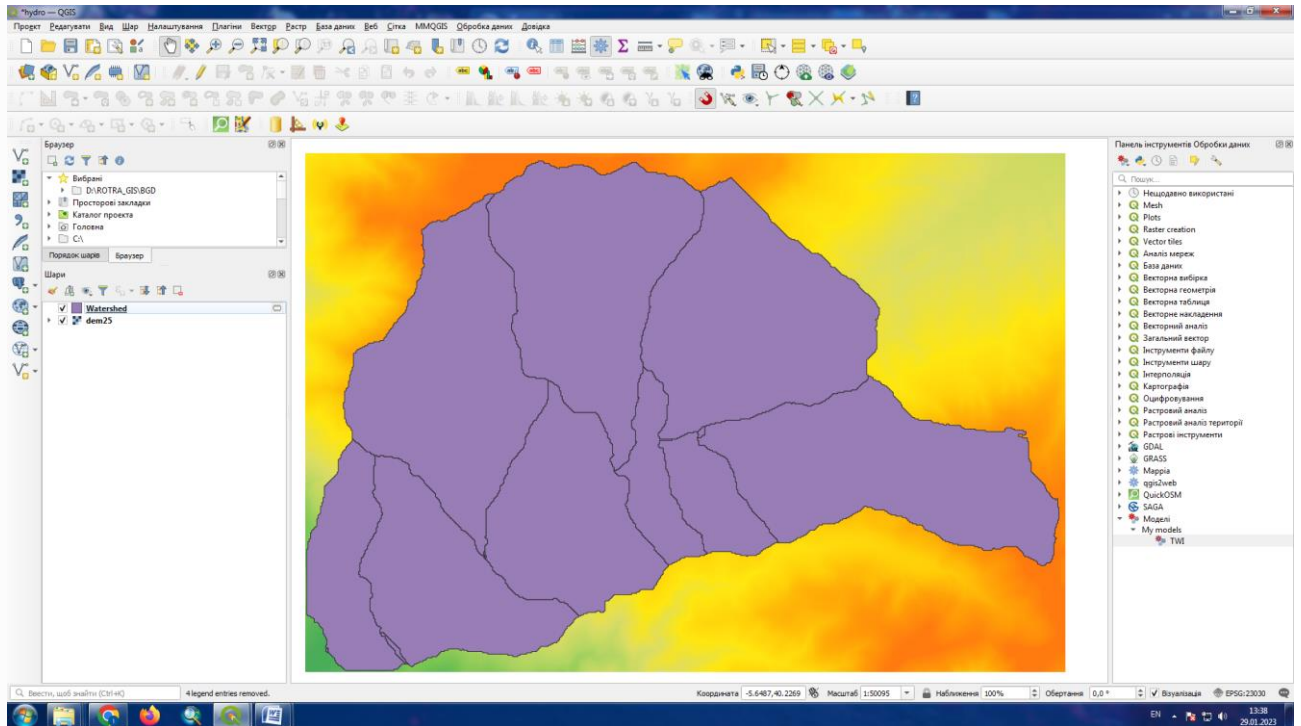 *hydro — QGIS
Проєкт Редагувати Вид Шар Налаштування Плагіни Вектор Растр База даних Веб Сітка MMQGIS Обробка даних Довідка
Браузер
Вибрані
D:\ROTRA_GIS\BGD
Просторові закладки
Каталог проекта
Головна
C:\
Порядок шарів Браузер
Шари
Watershed
dem25
Панель інструментів Обробки даних
Пошук...
Нещодавно використані
Mesh
Plots
Raster creation
Vector tiles
Аналіз мереж
База даних
Векторна вибірка
Векторна геометрія
Векторна таблиця
Векторне накладення
Векторний аналіз
Загальний вектор
Інструменти файлу
Інструменти шару
Інтерполяція
Картографія
Оцифровування
Растровий аналіз
Растровий аналіз території
Растрові інструменти
GDAL
GRASS
Mappia
qgis2web
QuickOSM
SAGA
Моделі
My models
TWI
Ввести, щоб знайти (Ctrl+K) 4 legend entries removed. Координата -5.6487,40.2269 Масштаб 1:50095 Наближення 100% Обертання 0,0 ° Візуалізація EPSG:23030
EN 13:38
29.01.2023